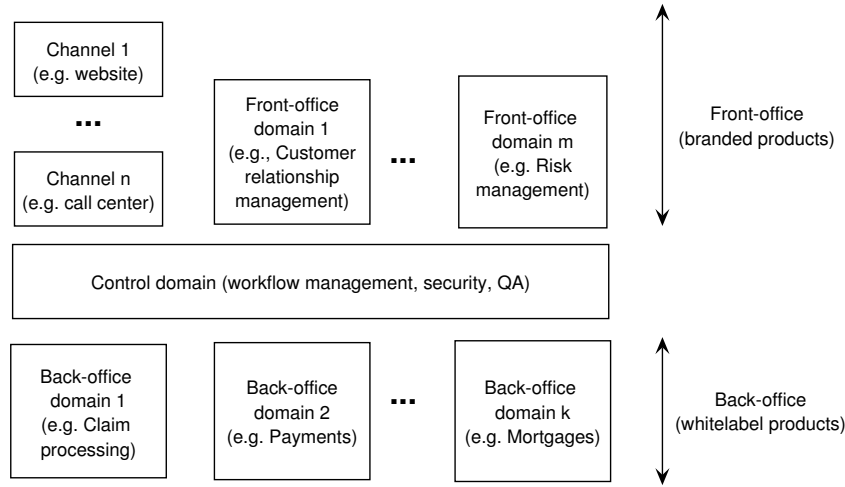 Channel 1
(e.g. website)
...
Channel n
(e.g. call center)
Front-office
domain 1
(e.g., Customer
relationship
management)
...
Front-office
domain m
(e.g. Risk
management)
Front-office
(branded products)
Control domain (workflow management, security, QA)
Back-office
domain 1
(e.g. Claim
processing)
Back-office
domain 2
(e.g. Payments)
...
Back-office
domain k
(e.g. Mortgages)
Back-office
(whitelabel products)